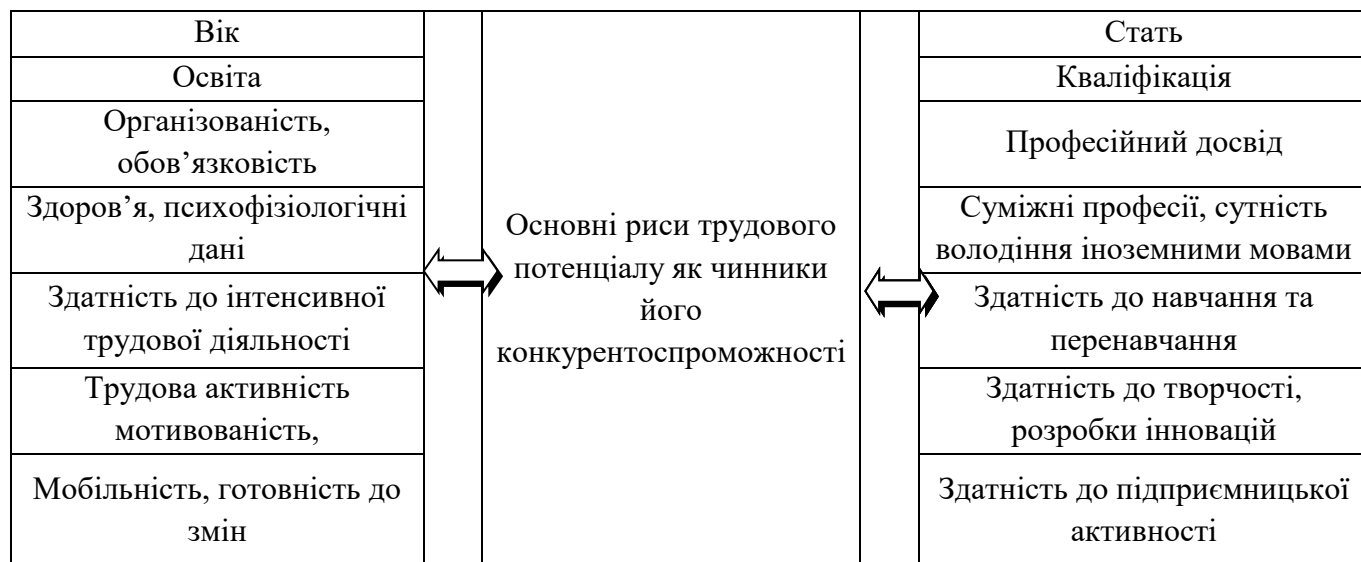 Вік
Освіта
Організованість,
обов’язковість
Здоров’я, психофізіологічні
дані
Здатність до інтенсивної
трудової діяльності
Трудова активність
мотивованість,
Мобільність, готовність до
змін
Основні риси трудового
потенціалу як чинники
його
конкурентоспроможності
Стать
Кваліфікація
Професійний досвід
Суміжні професії, сутність
володіння іноземними мовами
Здатність до навчання та
перенавчання
Здатність до творчості,
розробки інновацій
Здатність до підприємницької
активності